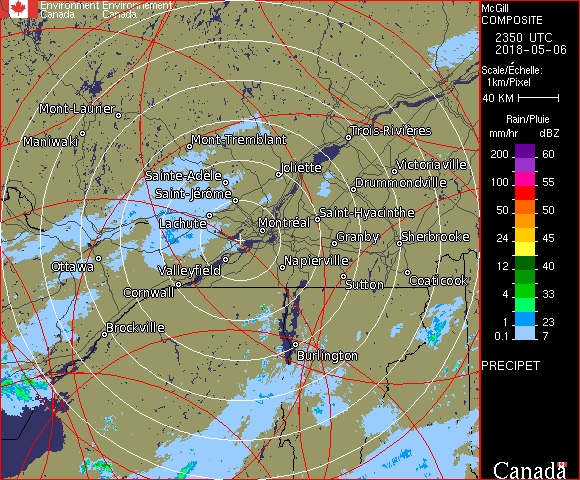 Environment Environnement
Canada Canada
McGill
COMPOSITE
2350 UTC
2018-05-06
Scale/Échelle:
1km/Pixel
40 KM
Rain/Pluie
mm/hr dBZ
200 60
100 55
50 50
24 45
12 40
4 33
1 23
0.1 7
PRECIPET
Mont-Laurier
Maniwaki
Mont-Tremblant
Trois-Rivières
Joliette
Victoriaville
Sainte-Adèle
Drummondville
Saint-Jérôme
Lachute
Saint-Hyacinthe
Montréal
Granby
Sherbrooke
Ottawa
Valleyfield
Napierville
Cornwall
Sutton
Coaticook
Brockville
Burlington
Canada